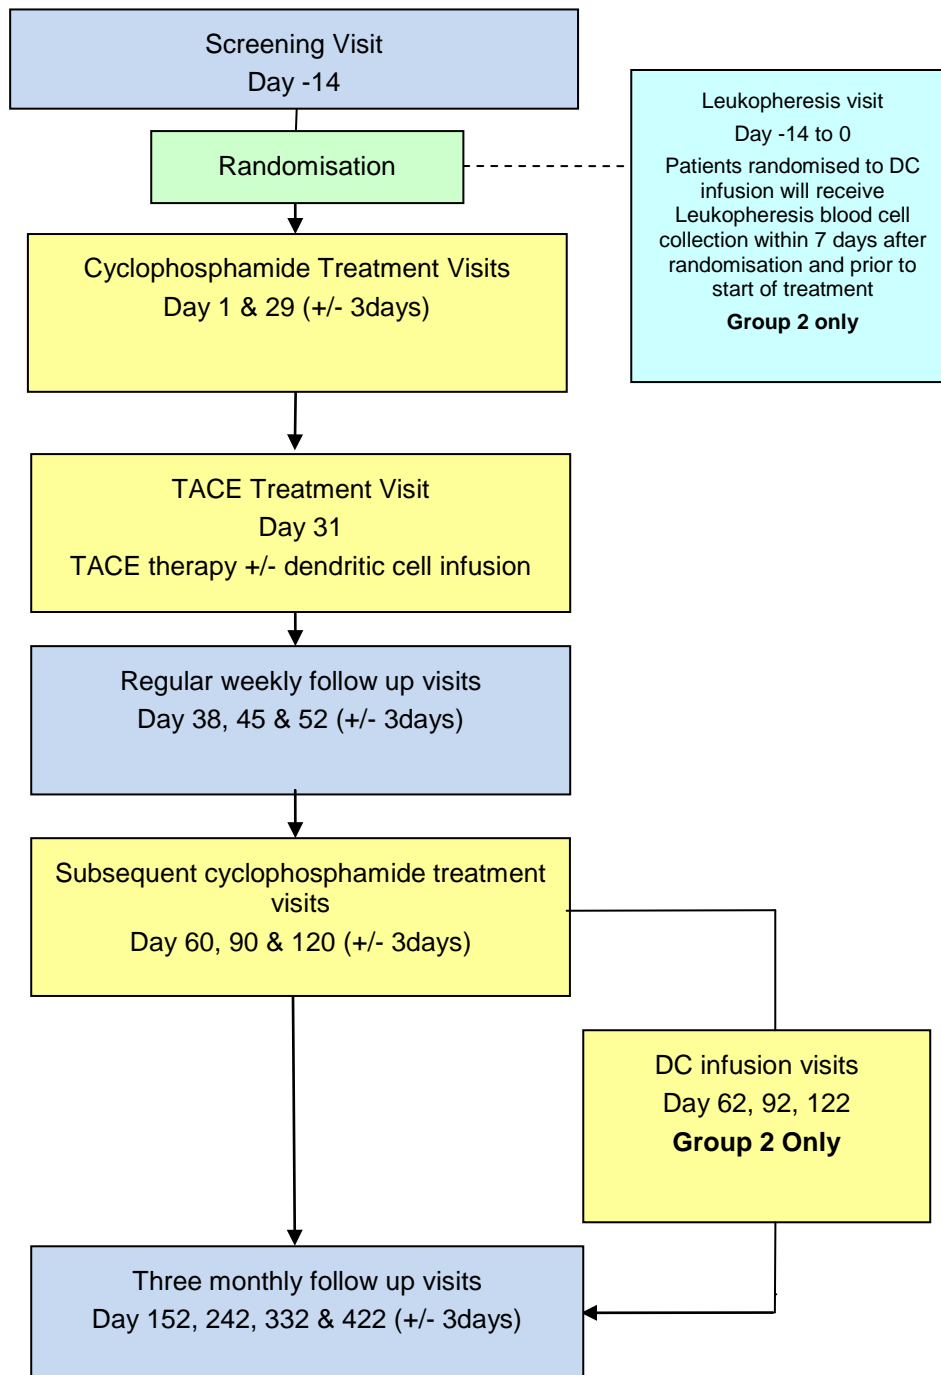 Screening Visit
Day -14
Randomisation
Leukopheresis visit
Day -14 to 0
Patients randomised to DC
infusion will receive
Leukopheresis blood cell
collection within 7 days after
randomisation and prior to
start of treatment
Group 2 only
Cyclophosphamide Treatment Visits
Day 1 & 29 (+/- 3days)
TACE Treatment Visit
Day 31
TACE therapy +/- dendritic cell infusion
Regular weekly follow up visits
Day 38, 45 & 52 (+/- 3days)
Subsequent cyclophosphamide treatment
visits
Day 60, 90 & 120 (+/- 3days)
DC infusion visits
Day 62, 92, 122
Group 2 Only
Three monthly follow up visits
Day 152, 242, 332 & 422 (+/- 3days)